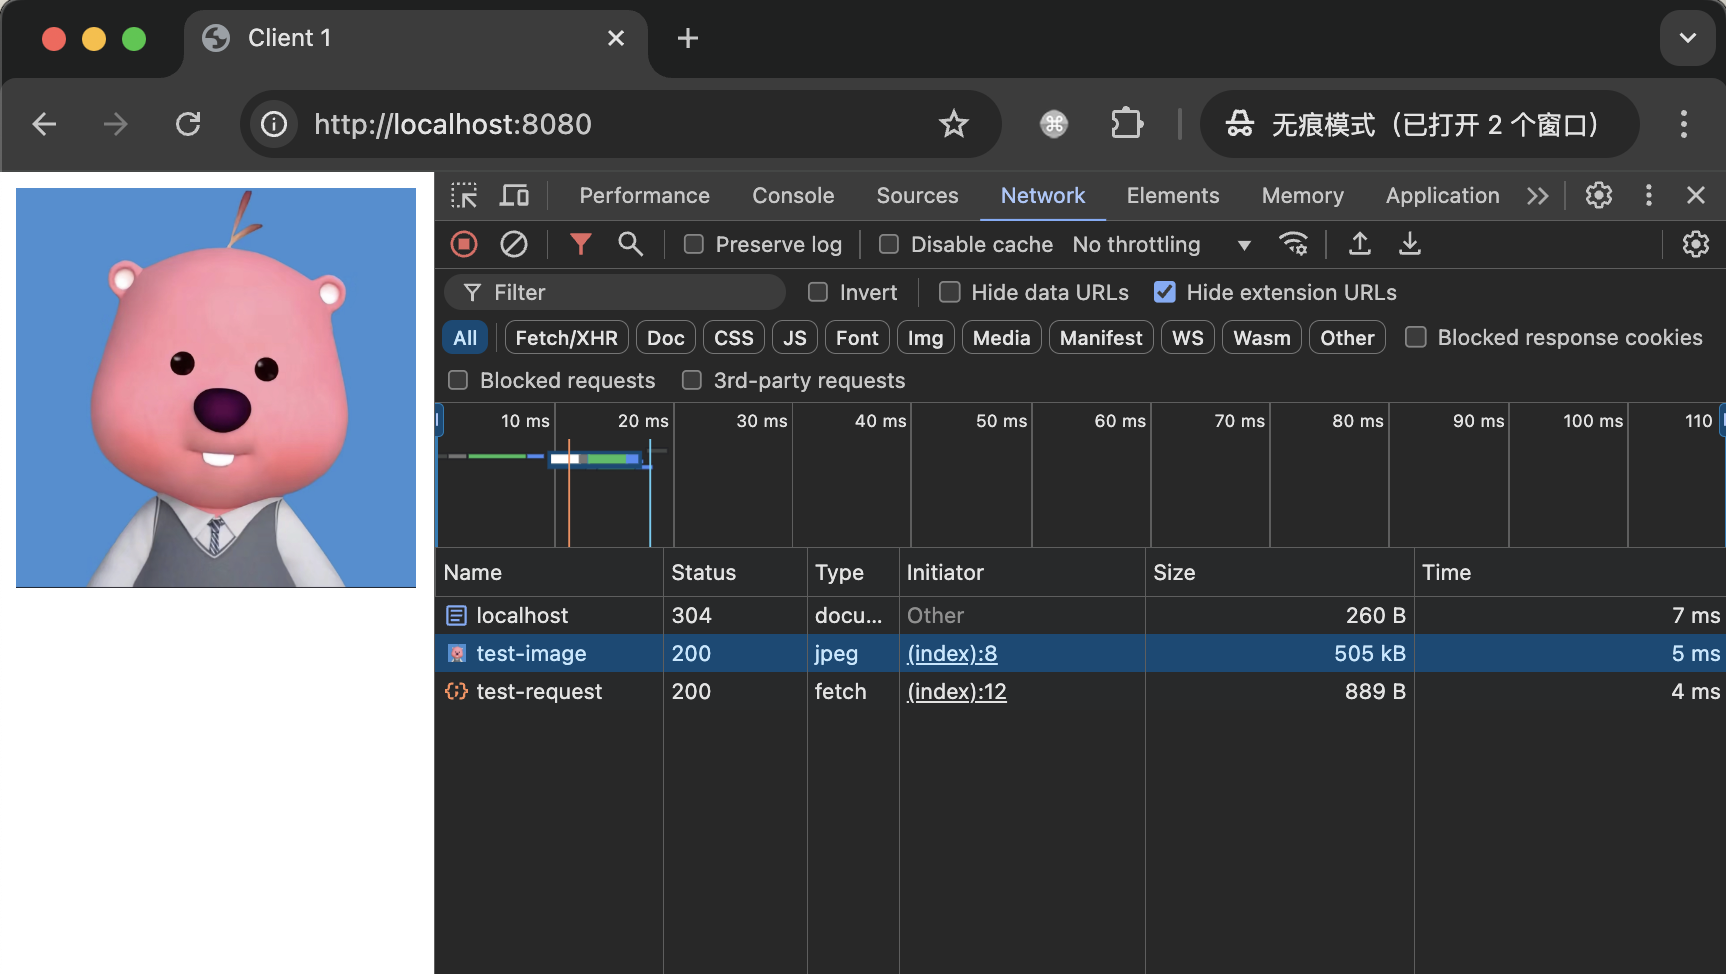 Client 1
http://localhost:8080
无痕模式（已打开 2 个窗口）
Performance Console Sources Network Elements Memory Application
Preserve log Disable cache No throttling
Filter Invert Hide data URLs Hide extension URLs
All Fetch/XHR Doc CSS JS Font Img Media Manifest WS Wasm Other Blocked response cookies
Blocked requests 3rd-party requests
10 ms 20 ms 30 ms 40 ms 50 ms 60 ms 70 ms 80 ms 90 ms 100 ms 110
Name Status Type Initiator Size Time
localhost 304 docu... Other 260 B 7 ms
test-image 200 jpeg (index):8 505 kB 5 ms
test-request 200 fetch (index):12 889 B 4 ms